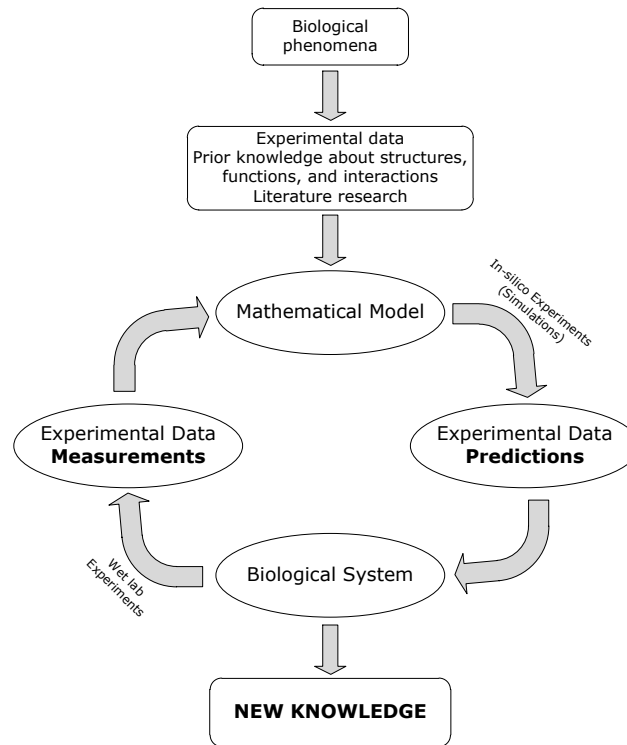 Biological
phenomena
Experimental data
Prior knowledge about structures,
functions, and interactions
Literature research
Mathematical Model
In-silico Experiments
(Simulations)
Experimental Data
Measurements
Experimental Data
Predictions
Wet lab
Experiments
Biological System
NEW KNOWLEDGE